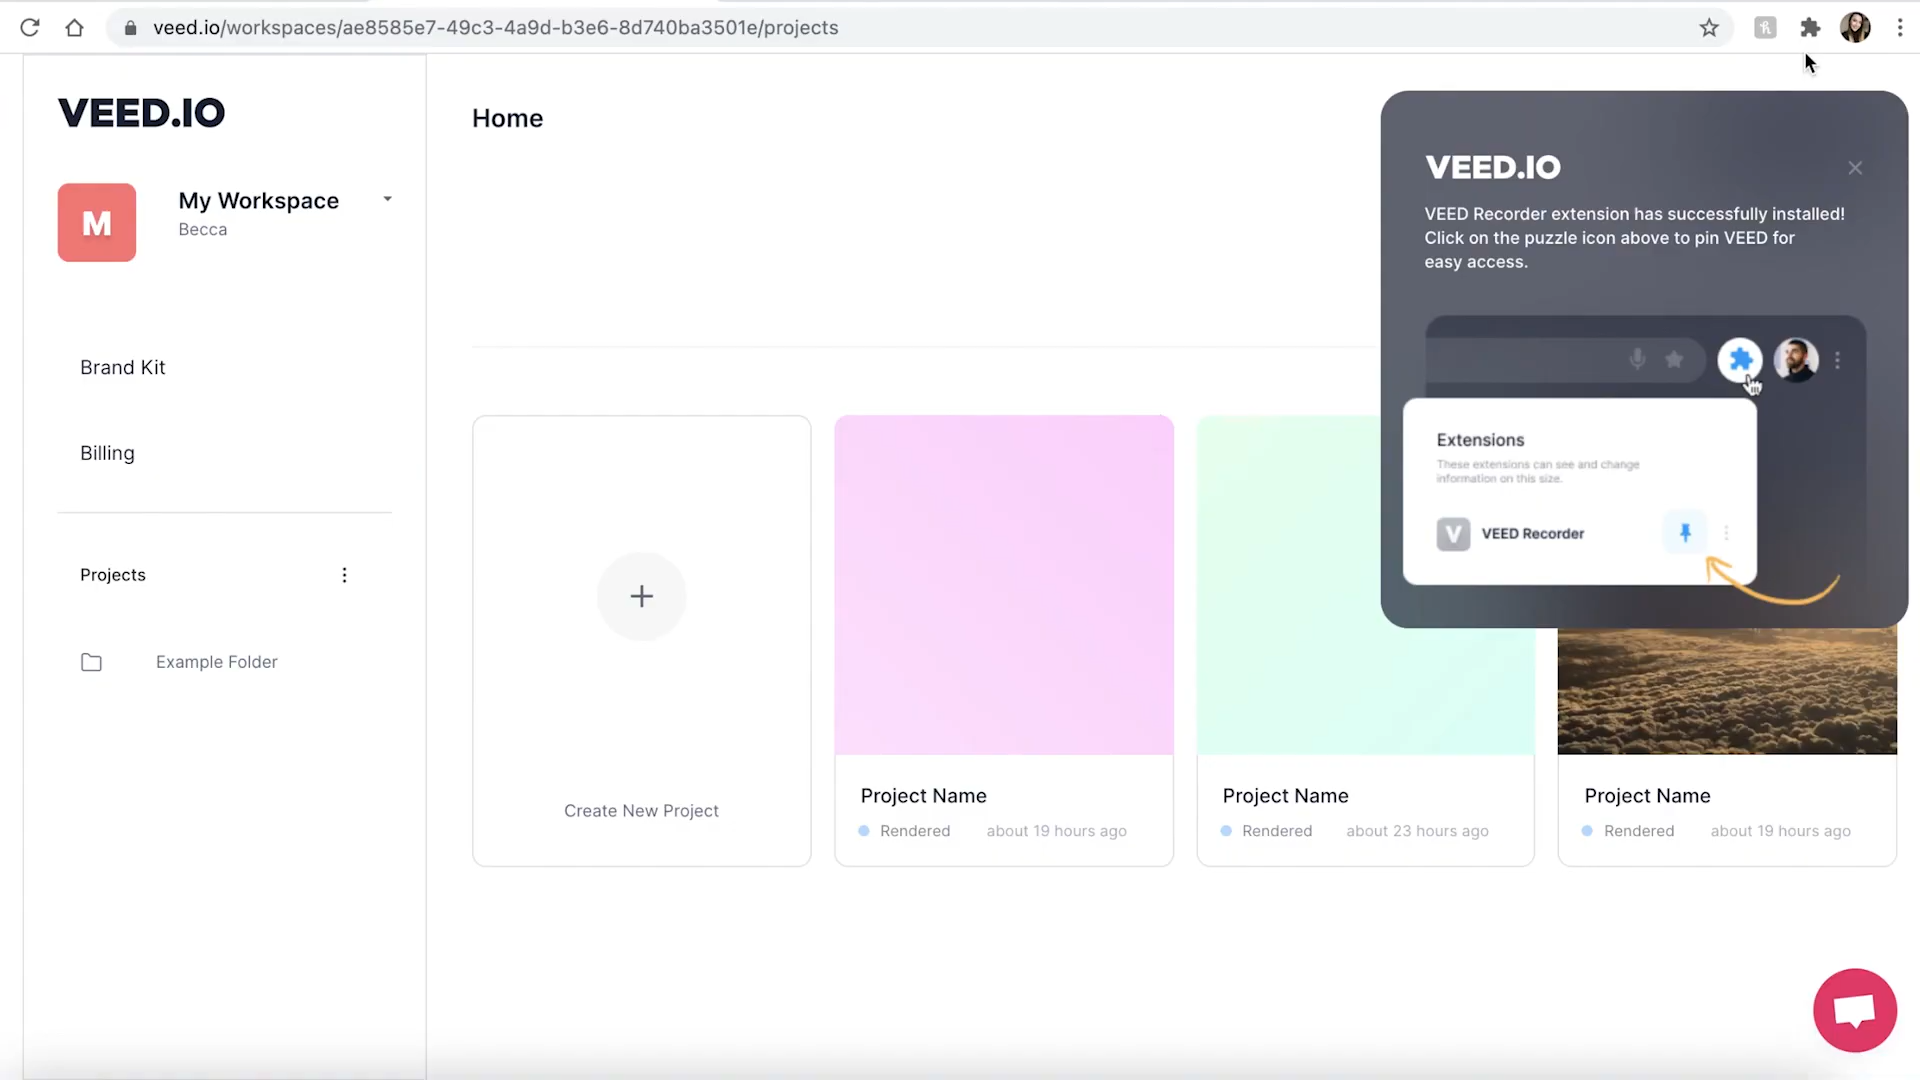 veed.io/workspaces/ae8585e7-49c3-4a9d-b3e6-8d740ba3501e/projects
VEED.IO
M
My Workspace
Becca
Brand Kit
Billing
Projects
Example Folder
Home
Create New Project
Project Name
Rendered about 19 hours ago
Project Name
Rendered about 23 hours ago
Project Name
Rendered about 19 hours ago
VEED.IO
VEED Recorder extension has successfully installed!
Click on the puzzle icon above to pin VEED for
easy access.
Extensions
These extensions can see and change
information on this size.
V VEED Recorder